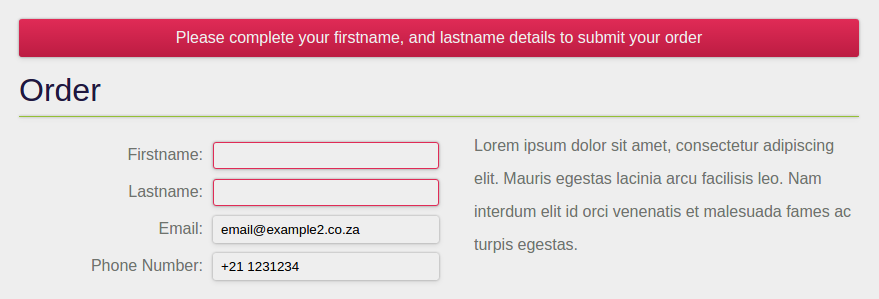 Please complete your firstname, and lastname details to submit your order
Order
Firstname:
Lastname:
Email: email@example2.co.za
Phone Number: +21 1231234
Lorem ipsum dolor sit amet, consectetur adipiscing
elit. Mauris egestas lacinia arcu facilisis leo. Nam
interdum elit id orci venenatis et malesuada fames ac
turpis egestas.